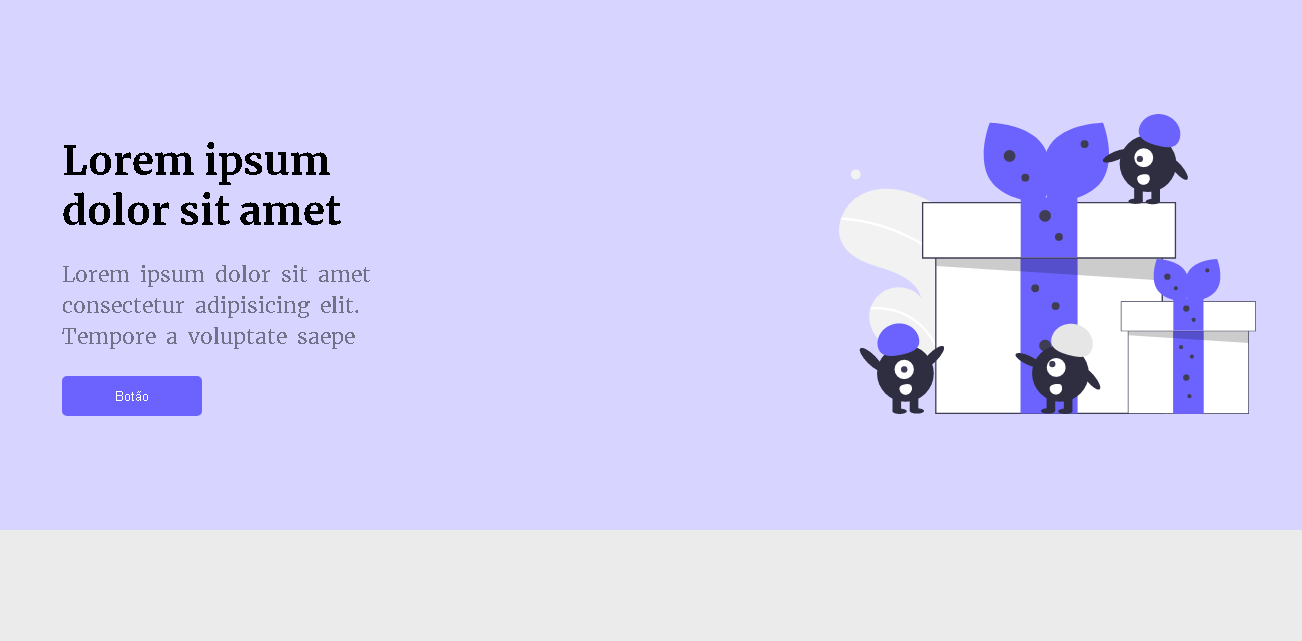 Lorem ipsum
dolor sit amet
Lorem ipsum dolor sit amet
consectetur adipisicing elit.
Tempore a voluptate saepe
Botão